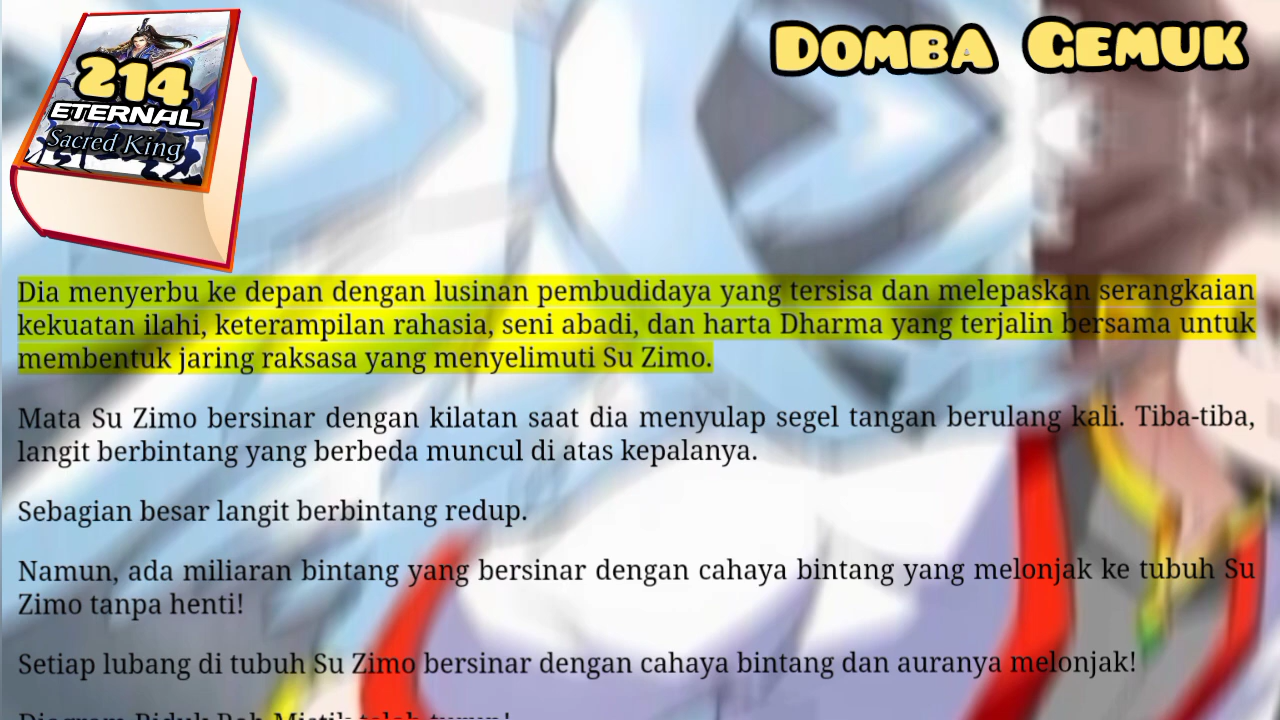 214
ETERNAL
Sacred King
DOMBA GEMUK
Dia menyerbu ke depan dengan lusinan pembudidaya yang tersisa dan melepaskan serangkaian
kekuatan ilahi, keterampilan rahasia, seni abadi, dan harta Dharma yang terjalin bersama untuk
membentuk jaring raksasa yang menyelimuti Su Zimo.
Mata Su Zimo bersinar dengan kilatan saat dia menyulap segel tangan berulang kali. Tiba-tiba,
langit berbintang yang berbeda muncul di atas kepalanya.
Sebagian besar langit berbintang redup.
Namun, ada miliaran bintang yang bersinar dengan cahaya bintang yang melonjak ke tubuh Su
Zimo tanpa henti!
Setiap lubang di tubuh Su Zimo bersinar dengan cahaya bintang dan auranya melonjak!